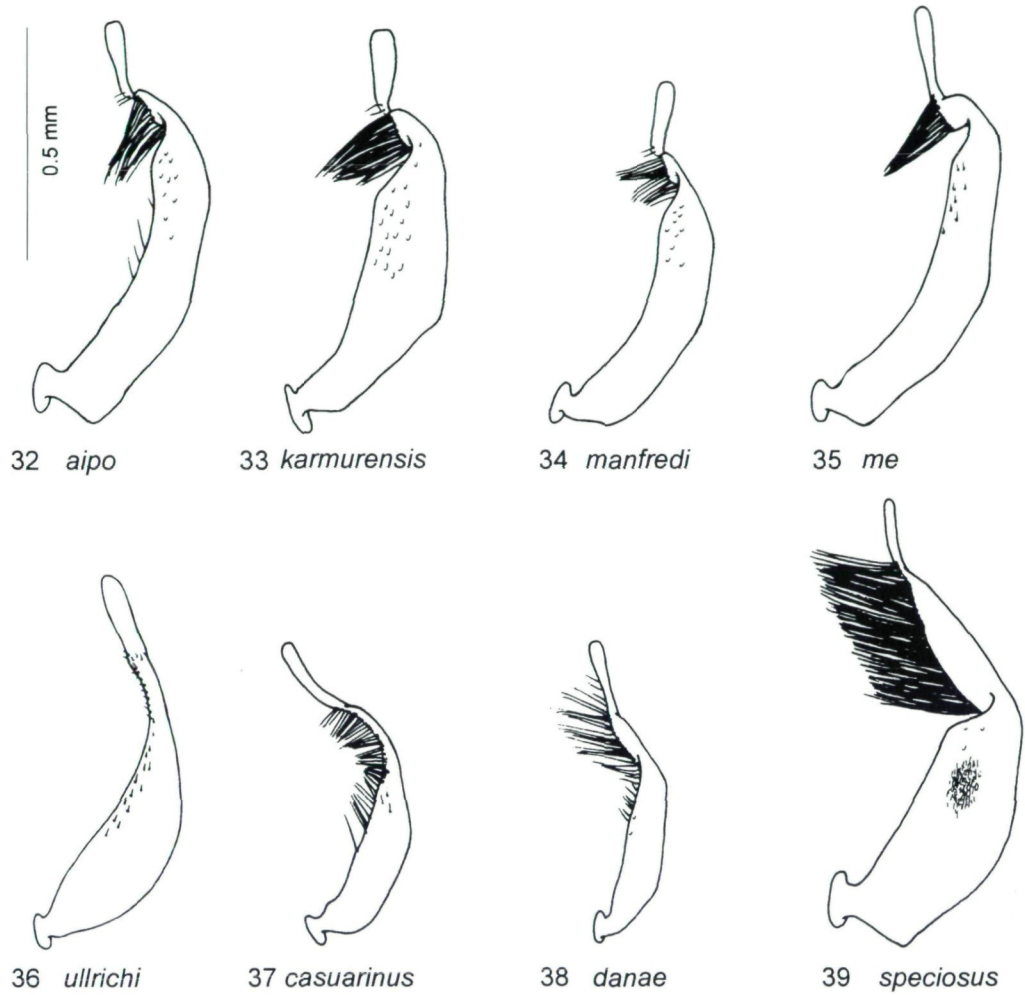 0.5 mm
32 aipo
33 karmurensis
34 manfredi
35 me
36 ullrichi
37 casuarinus
38 danae
39 speciosus